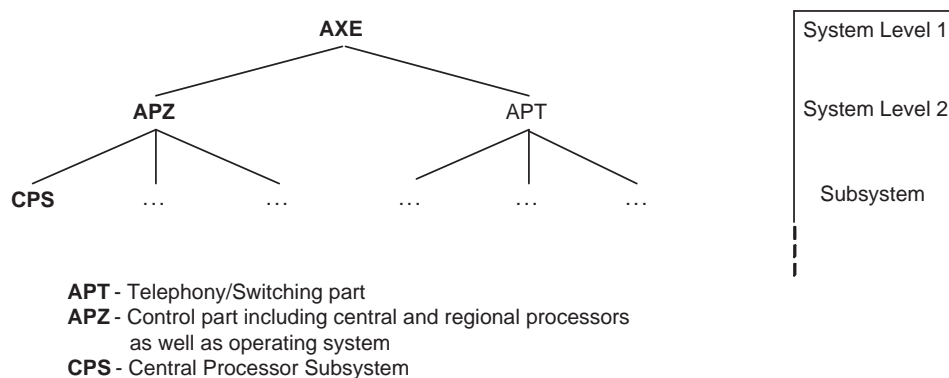 AXE
System Level 1
APZ
APT
System Level 2
CPS
...
...
...
...
...
Subsystem
APT - Telephony/Switching part
APZ - Control part including central and regional processors
as well as operating system
CPS - Central Processor Subsystem